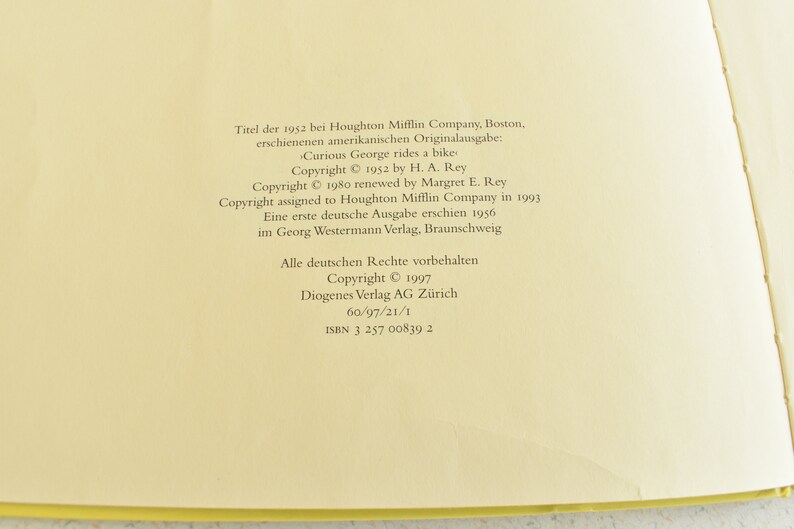 Titel der 1952 bei Houghton Mifflin Company, Boston,
erschienenen amerikanischen Originalausgabe:
›Curious George rides a bike‹
Copyright © 1952 by H. A. Rey
Copyright © 1980 renewed by Margret E. Rey
Copyright assigned to Houghton Mifflin Company in 1993
Eine erste deutsche Ausgabe erschien 1956
im Georg Westermann Verlag, Braunschweig
Alle deutschen Rechte vorbehalten
Copyright © 1997
Diogenes Verlag AG Zürich
60/97/21/1
ISBN 3 257 00839 2